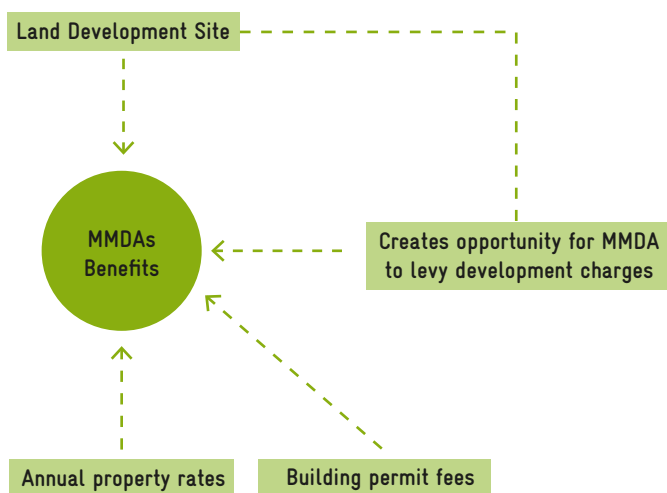 Land Development Site
MMDAs
Benefits
Creates opportunity for MMDA
to levy development charges
Annual property rates
Building permit fees